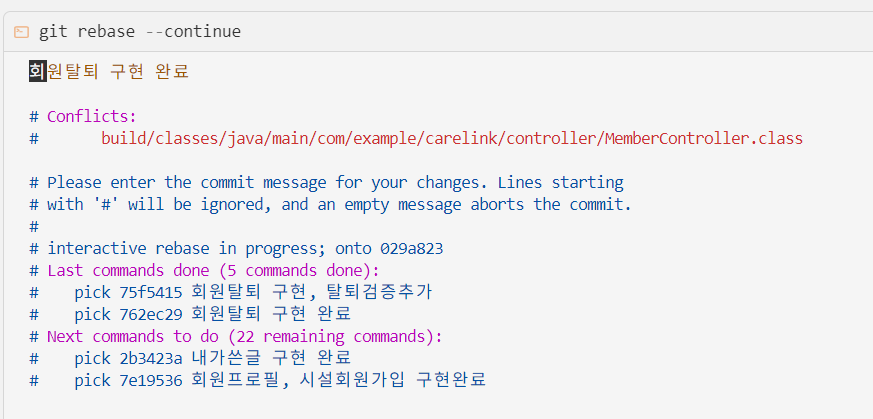 git rebase --continue
회원탈퇴 구현 완료
# Conflicts:
#       build/classes/java/main/com/example/carelink/controller/MemberController.class
# Please enter the commit message for your changes. Lines starting
# with '#' will be ignored, and an empty message aborts the commit.
#
# interactive rebase in progress; onto 029a823
# Last commands done (5 commands done):
#    pick 75f5415 회원탈퇴 구현, 탈퇴검증추가
#    pick 762ec29 회원탈퇴 구현 완료
# Next commands to do (22 remaining commands):
#    pick 2b3423a 내가쓴글 구현 완료
#    pick 7e19536 회원프로필, 시설회원가입 구현완료